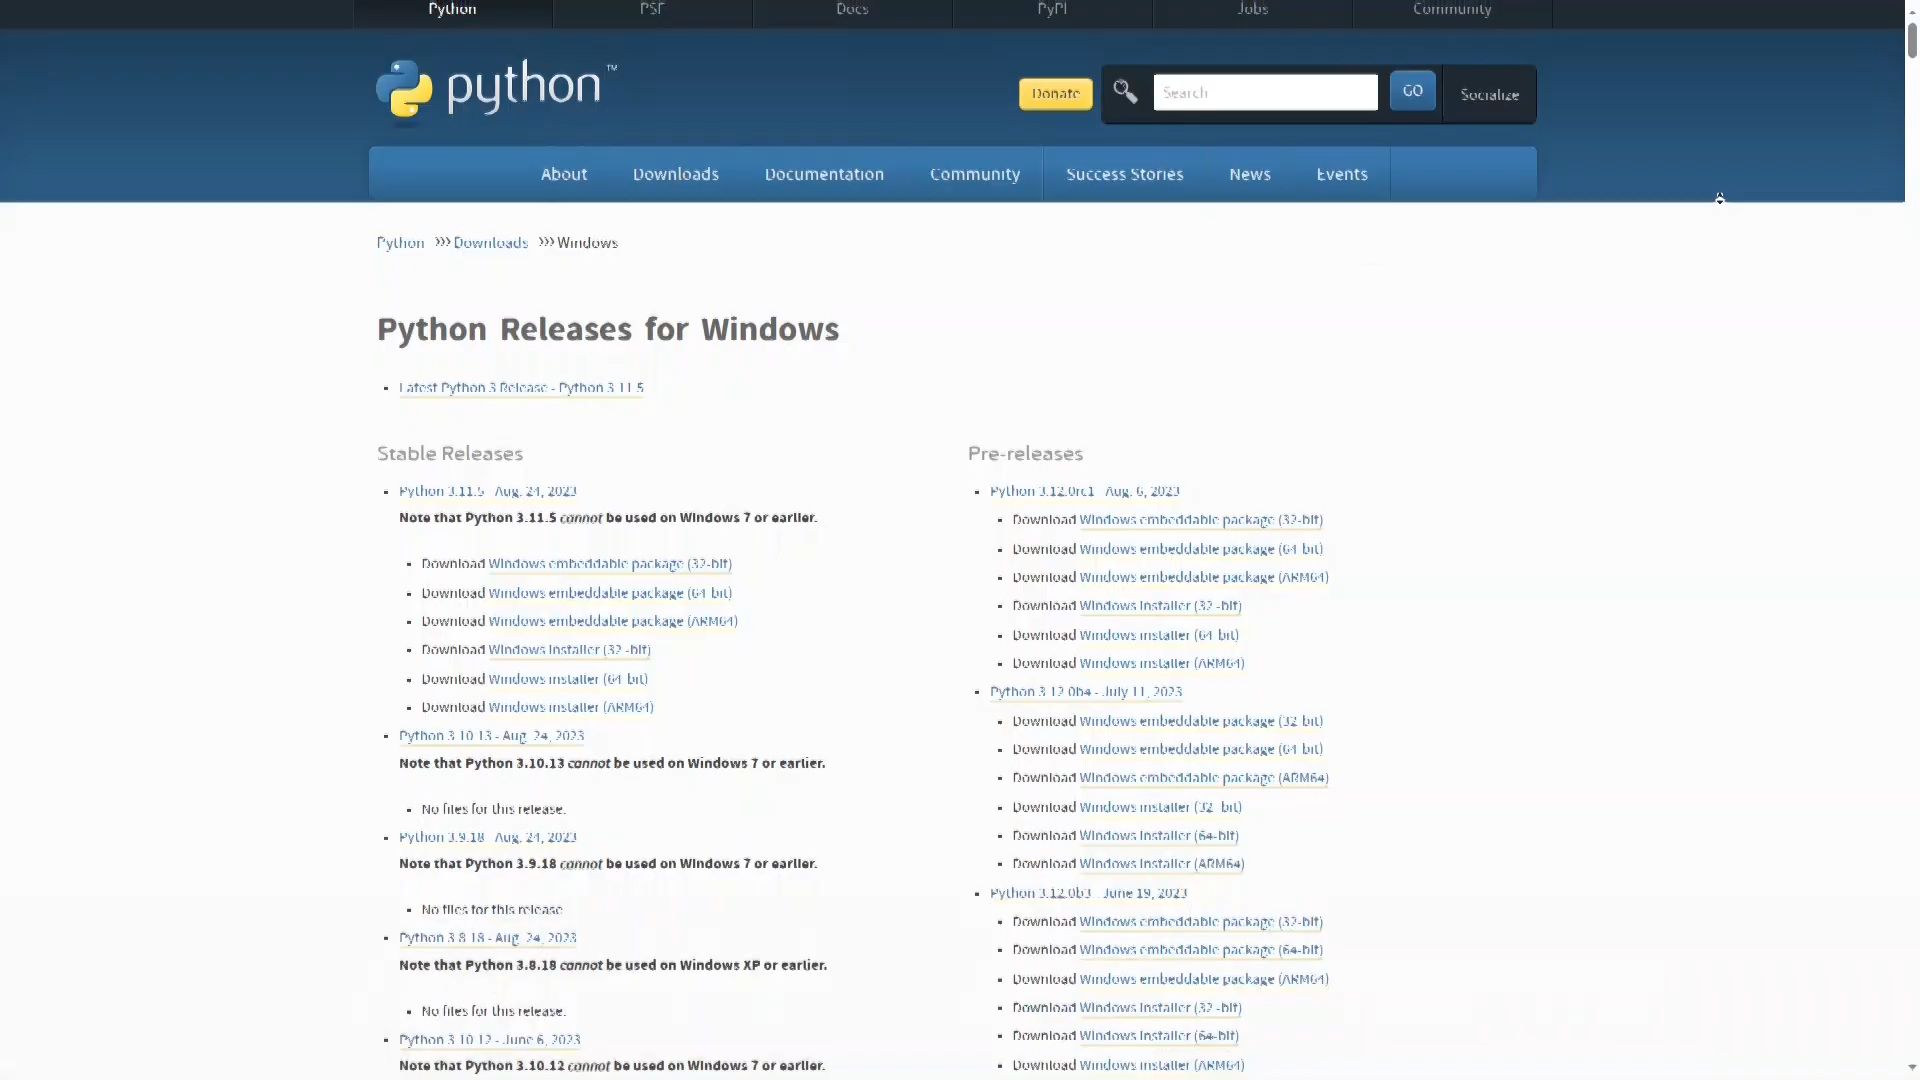 Python PSF Docs PyPI Jobs Community
python™
Donate Search GO Socialize
About Downloads Documentation Community Success Stories News Events
Python >>> Downloads >>> Windows
Python Releases for Windows
Latest Python 3 Release - Python 3.11.5
Stable Releases
Python 3.11.5 - Aug. 24, 2023
Note that Python 3.11.5 cannot be used on Windows 7 or earlier.
Download Windows embeddable package (32-bit)
Download Windows embeddable package (64-bit)
Download Windows embeddable package (ARM64)
Download Windows installer (32 -bit)
Download Windows installer (64-bit)
Download Windows installer (ARM64)
Python 3.10.13 - Aug. 24, 2023
Note that Python 3.10.13 cannot be used on Windows 7 or earlier.
No files for this release.
Python 3.9.18 - Aug. 24, 2023
Note that Python 3.9.18 cannot be used on Windows 7 or earlier.
No files for this release.
Python 3.8.18 - Aug. 24, 2023
Note that Python 3.8.18 cannot be used on Windows XP or earlier.
No files for this release.
Python 3.10.12 - June 6, 2023
Note that Python 3.10.12 cannot be used on Windows 7 or earlier.
Pre-releases
Python 3.12.0rc1 - Aug. 6, 2023
Download Windows embeddable package (32-bit)
Download Windows embeddable package (64-bit)
Download Windows embeddable package (ARM64)
Download Windows installer (32 -bit)
Download Windows installer (64-bit)
Download Windows installer (ARM64)
Python 3.12.0b4 - July 11, 2023
Download Windows embeddable package (32-bit)
Download Windows embeddable package (64-bit)
Download Windows embeddable package (ARM64)
Download Windows installer (32 -bit)
Download Windows installer (64-bit)
Download Windows installer (ARM64)
Python 3.12.0b3 - June 19, 2023
Download Windows embeddable package (32-bit)
Download Windows embeddable package (64-bit)
Download Windows embeddable package (ARM64)
Download Windows installer (32 -bit)
Download Windows installer (64-bit)
Download Windows installer (ARM64)